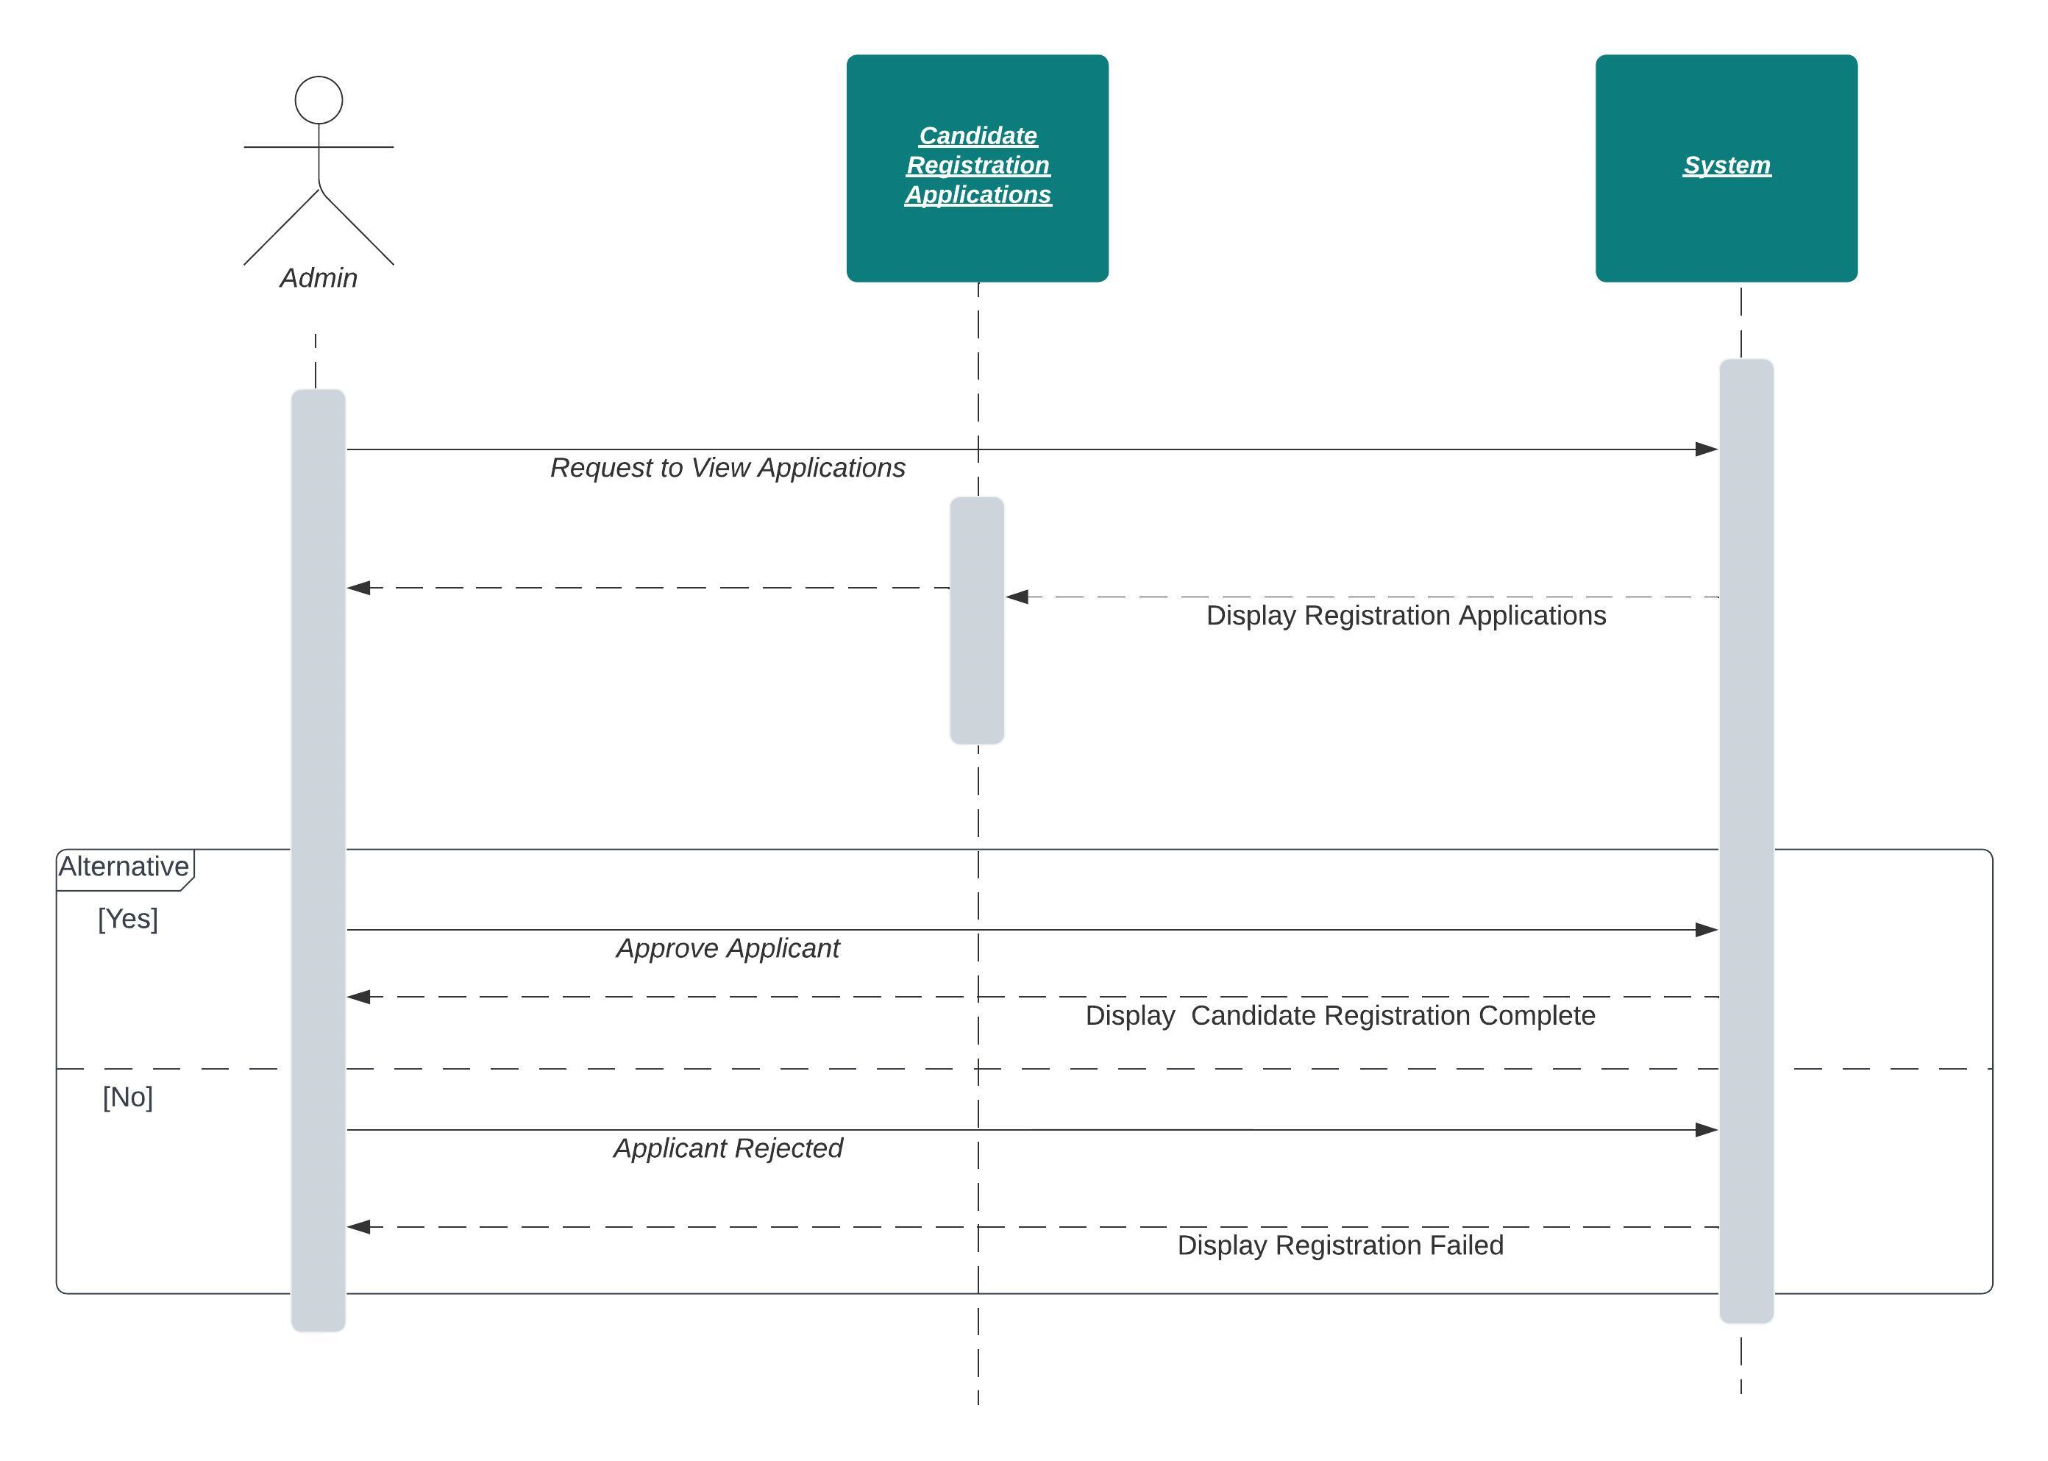 Candidate
Registration
Applications
System
Admin
Request to View Applications
Display Registration Applications
Alternative
[Yes]
Approve Applicant
Display  Candidate Registration Complete
[No]
Applicant Rejected
Display Registration Failed